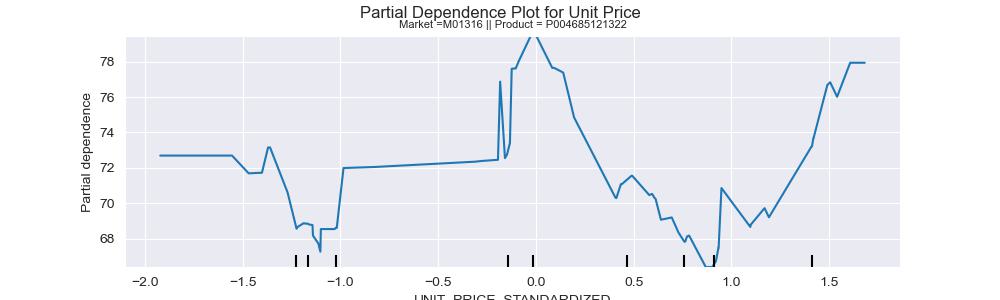 Partial Dependence Plot for Unit Price
Market =M01316 || Product = P004685121322
78
76
74
72
70
68
Partial dependence
−2.0 −1.5 −1.0 −0.5 0.0 0.5 1.0 1.5
UNIT_PRICE_STANDARDIZED